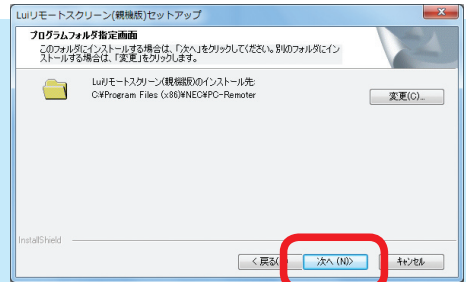 Luiリモートスクリーン(親機版)セットアップ
プログラムフォルダ指定画面
このフォルダにインストールする場合は、「次へ」をクリックしてください。別のフォルダにイン
ストールする場合は、「変更」をクリックします。
Luiリモートスクリーン(親機版)のインストール先:
C:¥Program Files (x86)¥NEC¥PC-Remoter
変更(C)...
InstallShield
< 戻る(
次へ (N)>
キャンセル